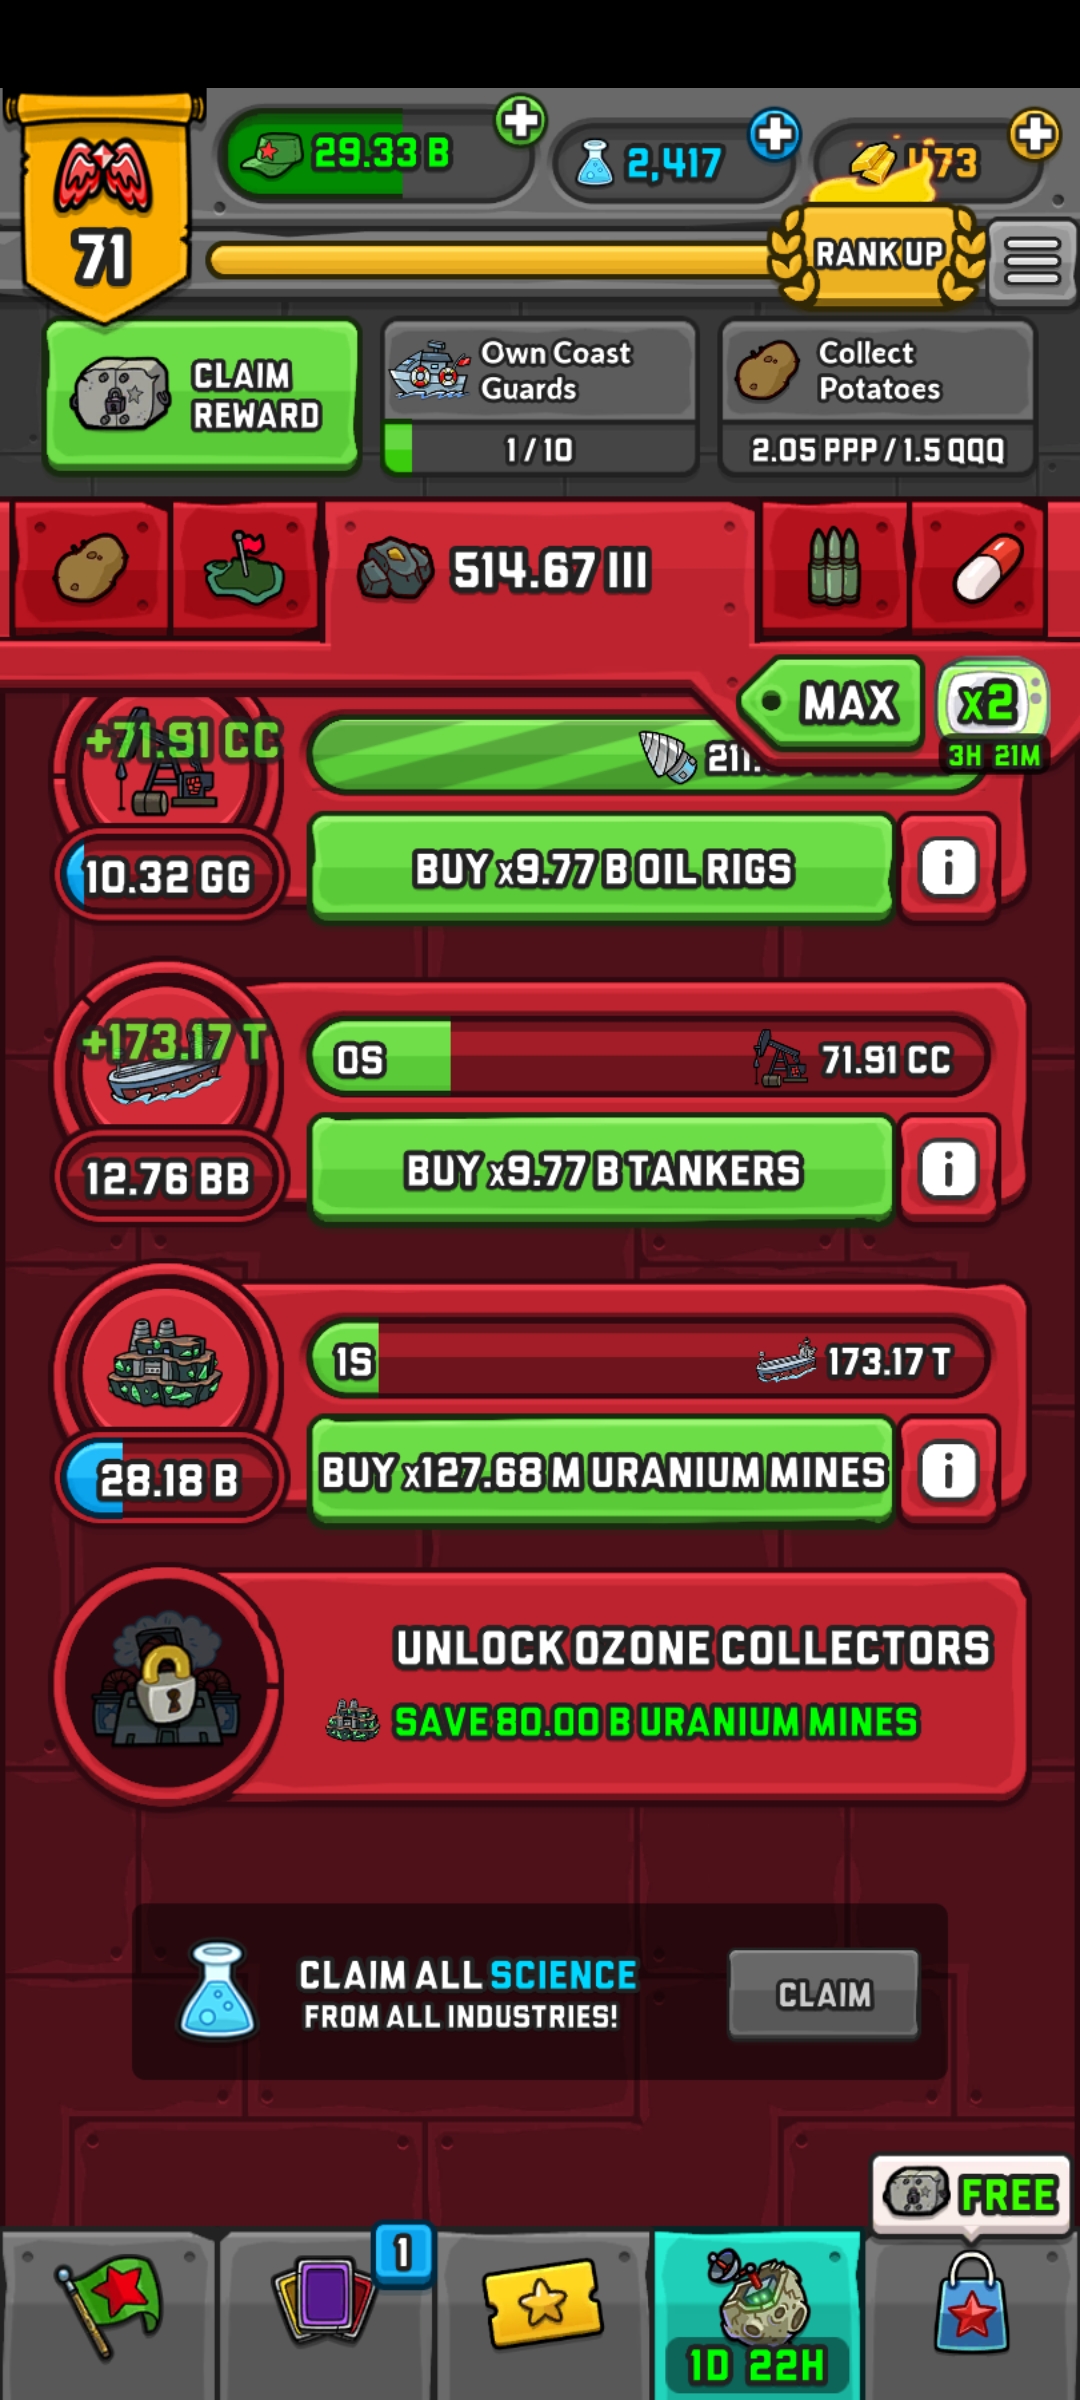 29.33 B
2,417
473
71
RANK UP
CLAIM
REWARD
Own Coast
Guards
1 / 10
Collect
Potatoes
2.05 PPP / 1.5 QQQ
514.67 III
MAX
x2
3H 21M
+71.91 CC
211.
10.32 GG
BUY x9.77 B OIL RIGS
i
+173.17 T
0S
71.91 CC
12.76 BB
BUY x9.77 B TANKERS
i
1S
173.17 T
28.18 B
BUY x127.68 M URANIUM MINES
i
UNLOCK OZONE COLLECTORS
SAVE 80.00 B URANIUM MINES
CLAIM ALL SCIENCE
FROM ALL INDUSTRIES!
CLAIM
FREE
1
1D 22H